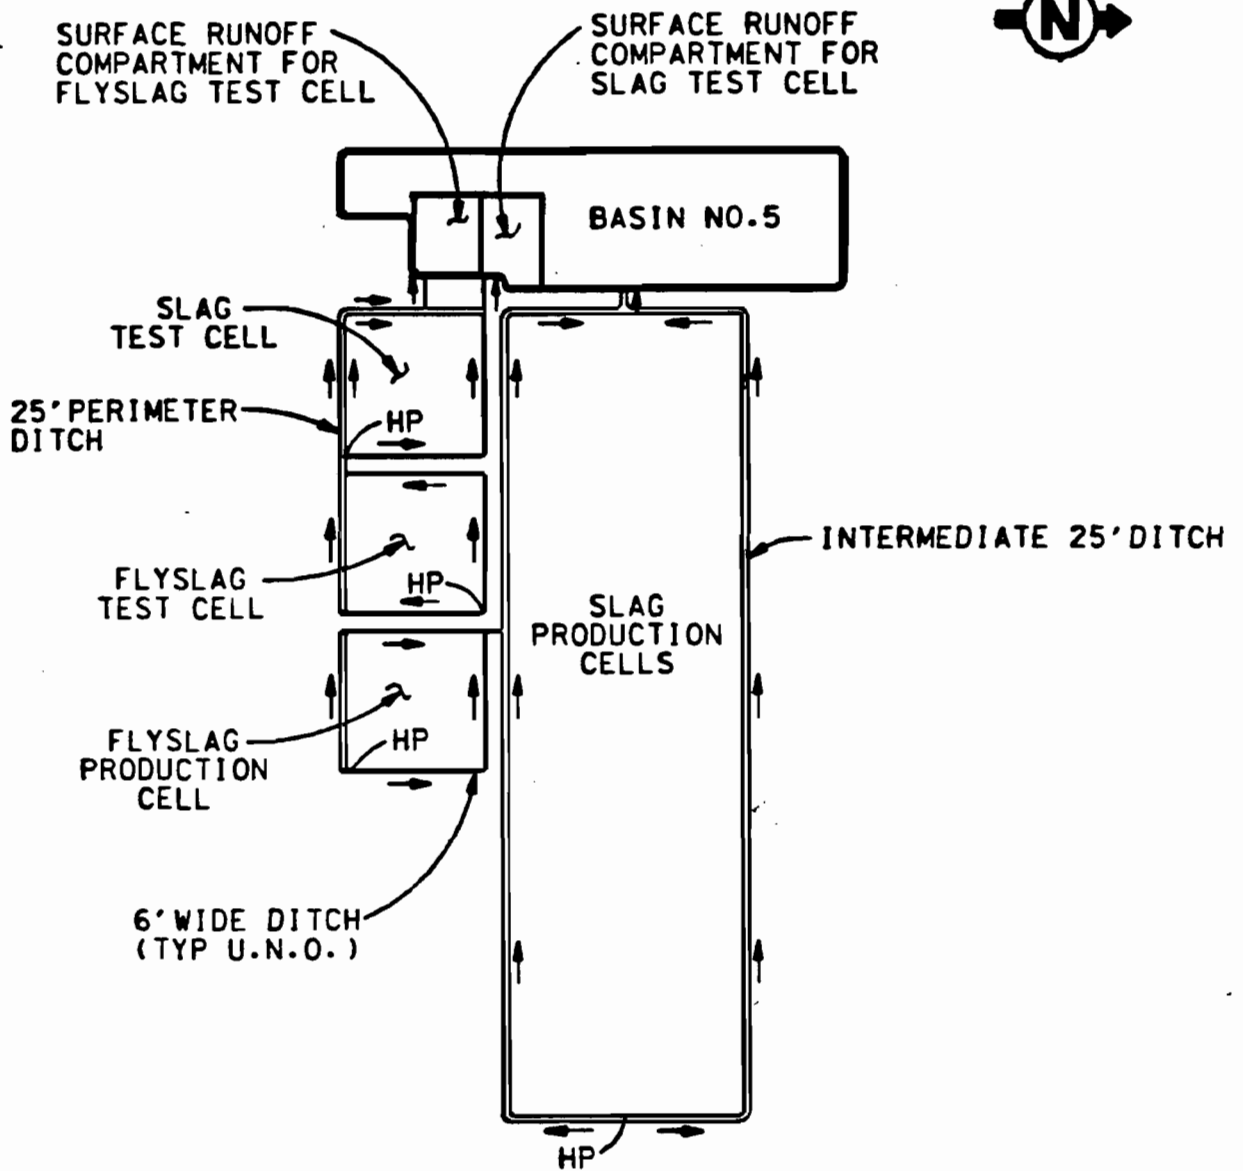 SURFACE RUNOFF
COMPARTMENT FOR
FLYSLAG TEST CELL
SURFACE RUNOFF
COMPARTMENT FOR
SLAG TEST CELL
N
BASIN NO.5
SLAG
TEST CELL
25'PERIMETER
DITCH
HP
INTERMEDIATE 25'DITCH
FLYSLAG
TEST CELL
HP
SLAG
PRODUCTION
CELLS
FLYSLAG
PRODUCTION
CELL
HP
6'WIDE DITCH
(TYP U.N.O.)
HP